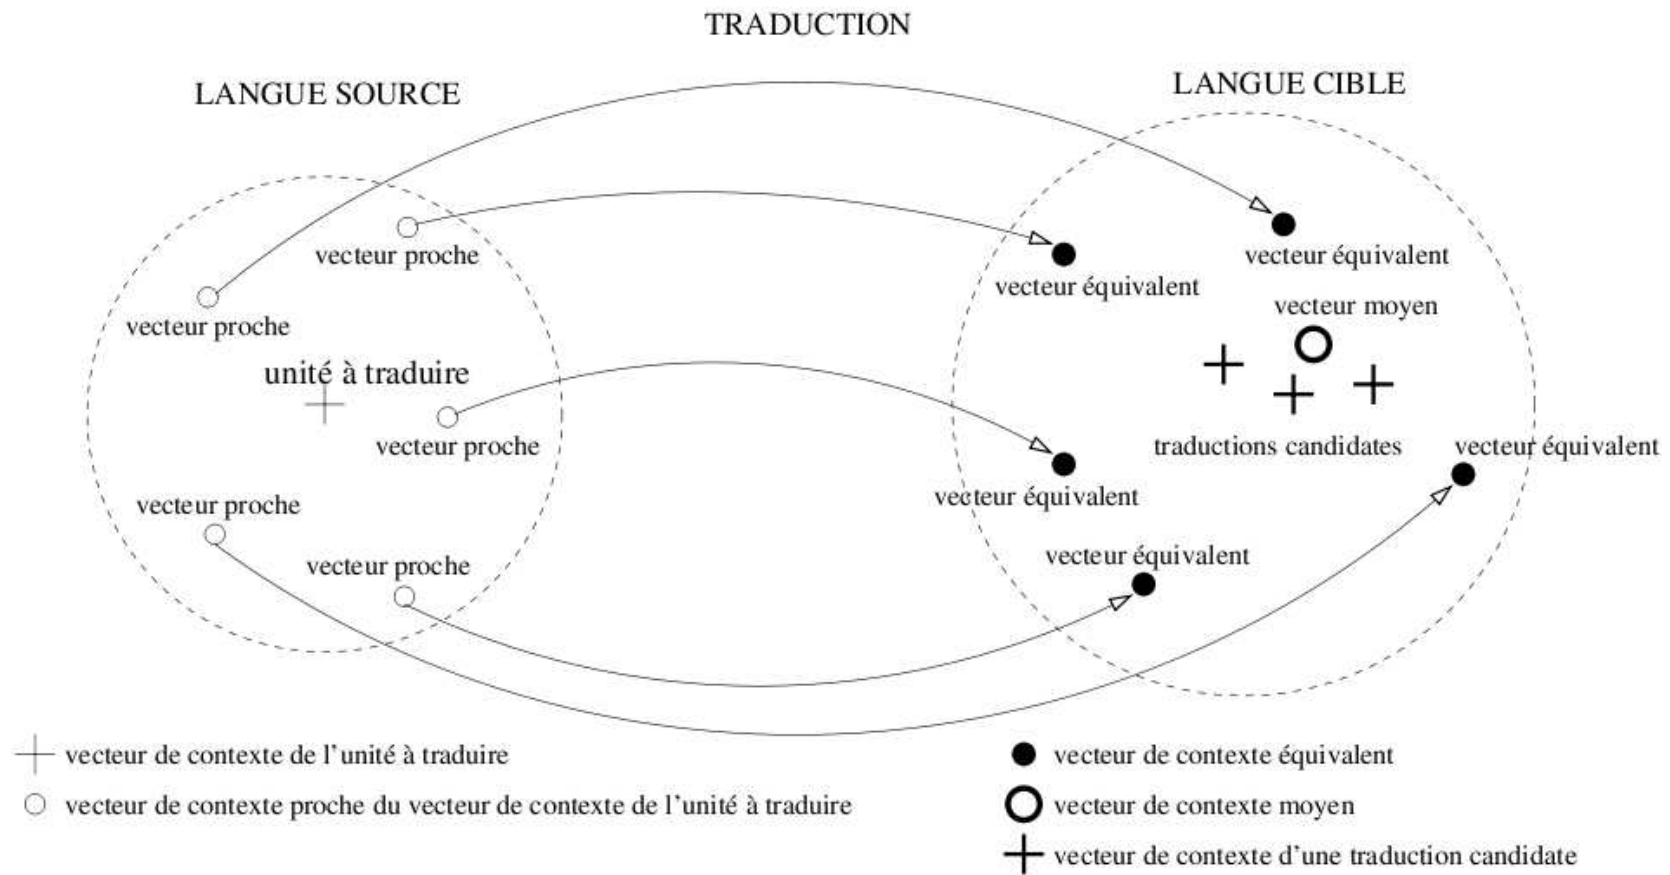 TRADUCTION
LANGUE SOURCE
LANGUE CIBLE
vecteur proche
vecteur proche
unité à traduire
vecteur proche
vecteur proche
vecteur proche
vecteur équivalent
vecteur équivalent
vecteur moyen
traductions candidates
vecteur équivalent
vecteur équivalent
vecteur équivalent
vecteur de contexte de l'unité à traduire
vecteur de contexte proche du vecteur de contexte de l'unité à traduire
vecteur de contexte équivalent
vecteur de contexte moyen
vecteur de contexte d'une traduction candidate